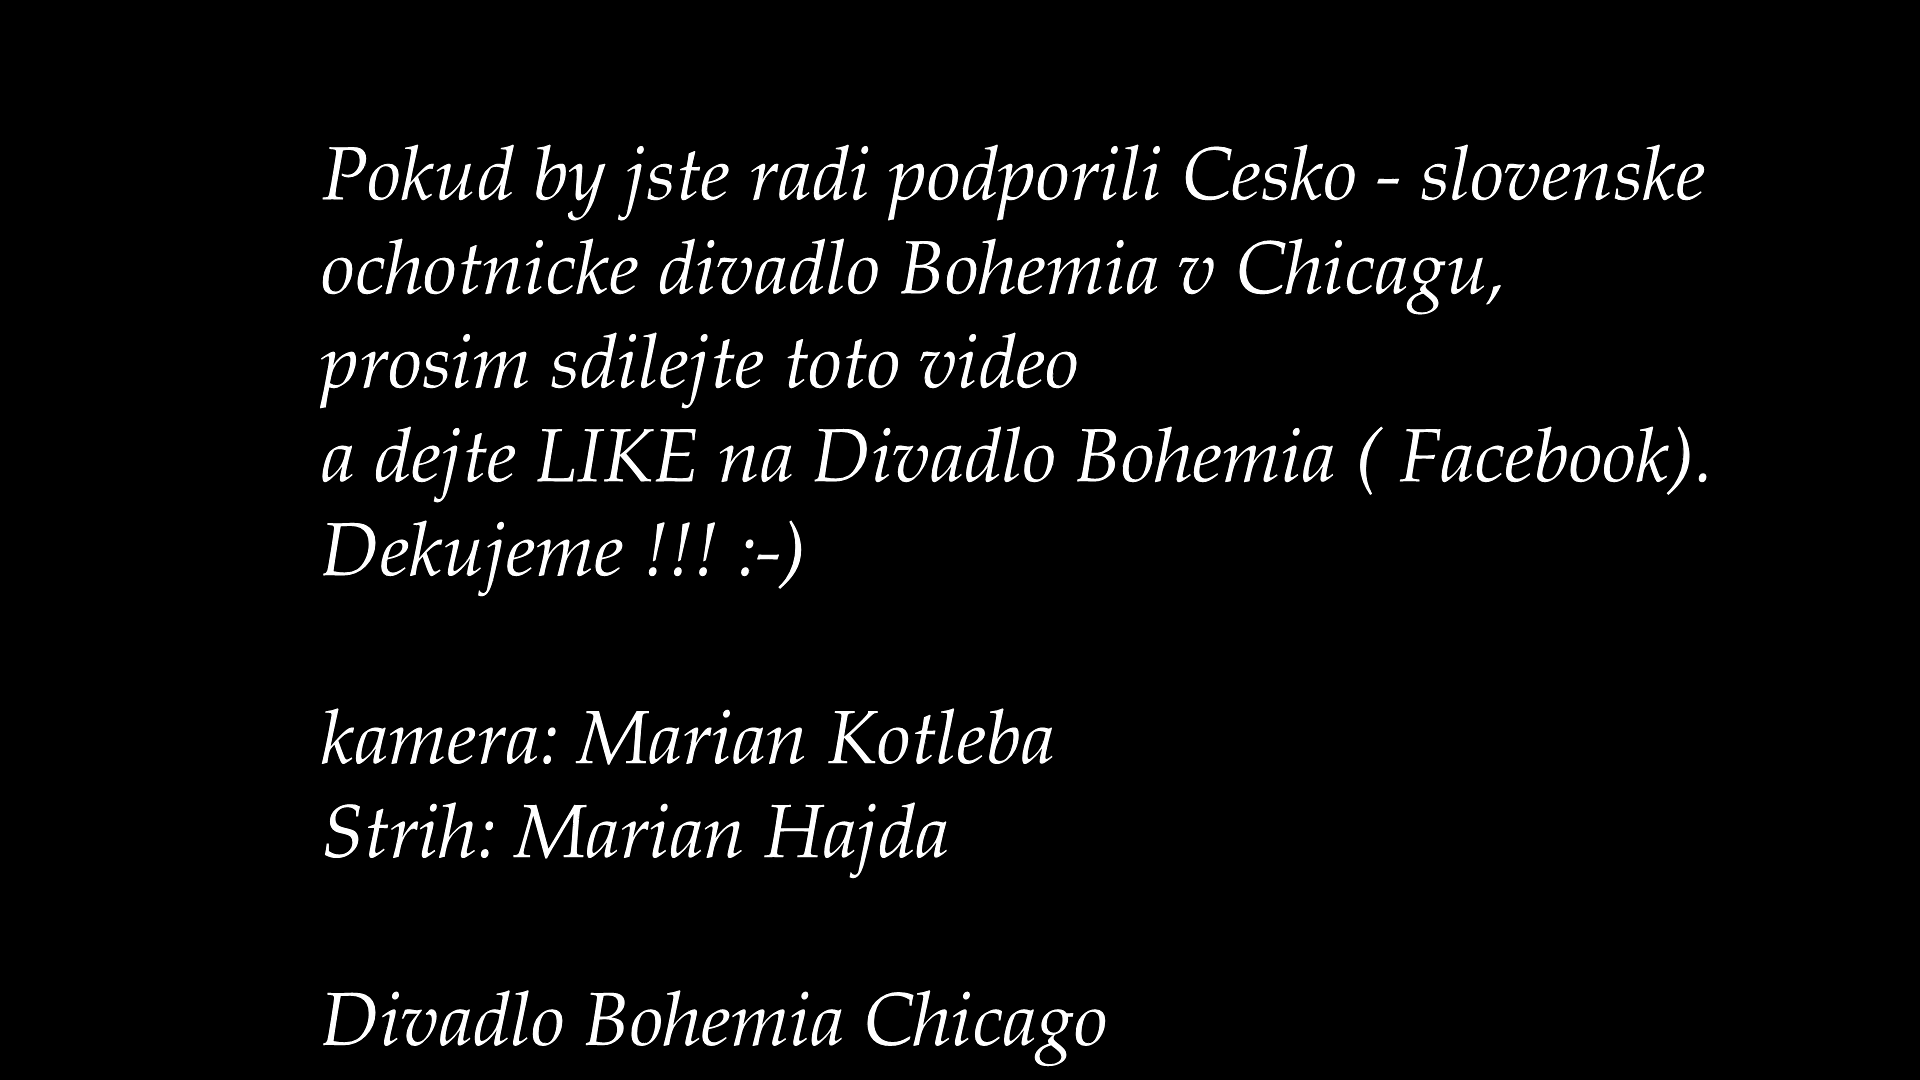 Pokud by jste radi podporili Cesko - slovenske
ochotnicke divadlo Bohemia v Chicagu,
prosim sdilejte toto video
a dejte LIKE na Divadlo Bohemia ( Facebook).
Dekujeme !!! :-)
kamera: Marian Kotleba
Strih: Marian Hajda
Divadlo Bohemia Chicago